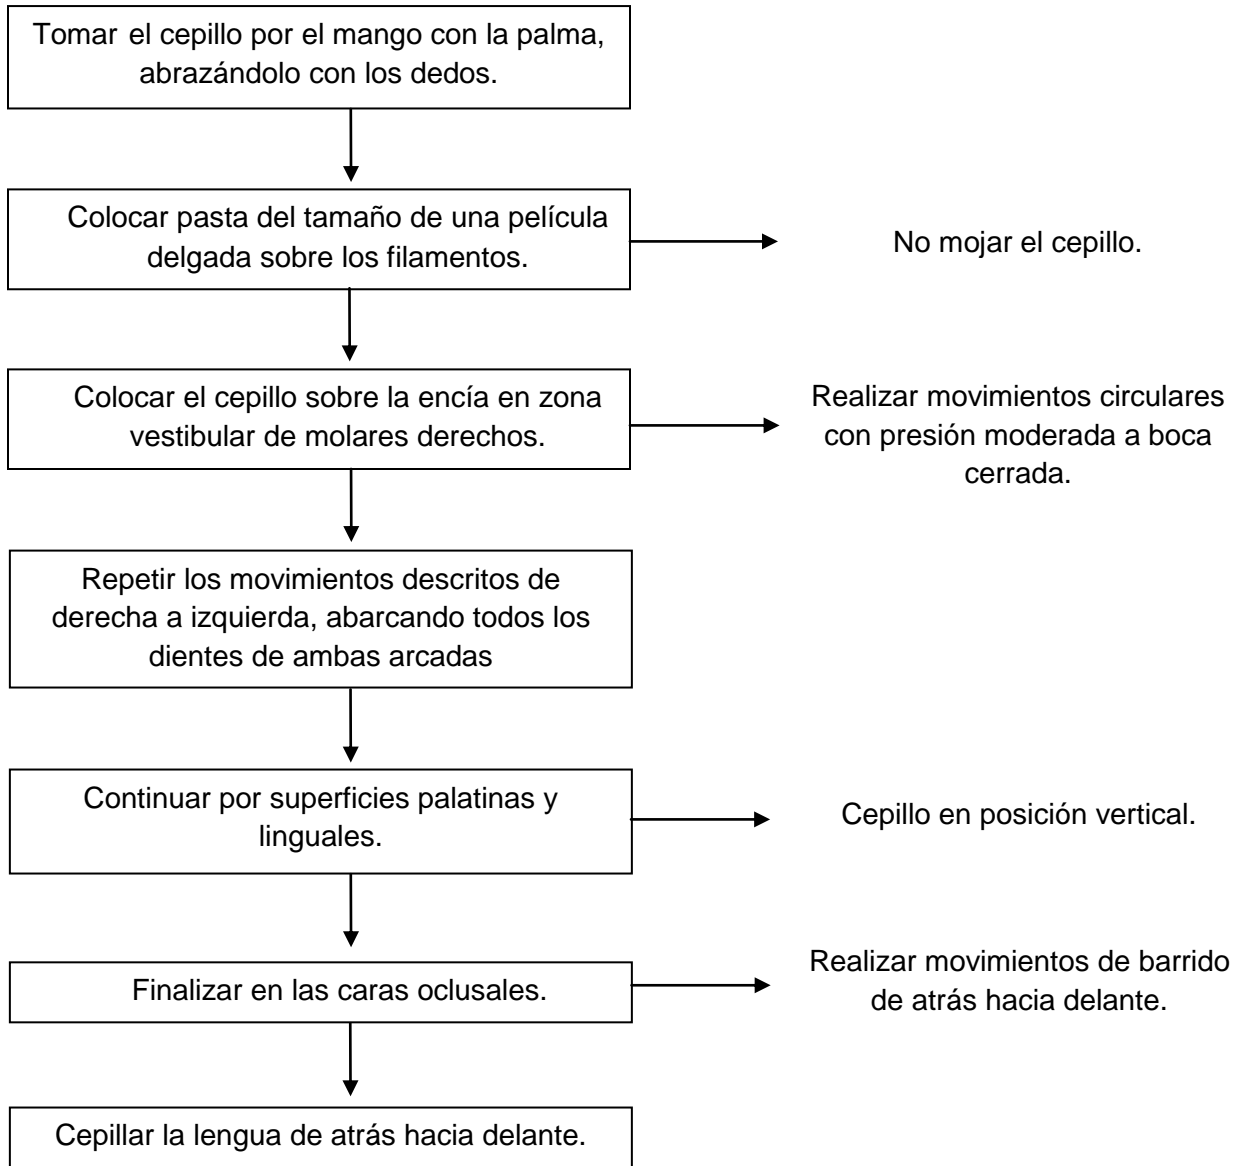 Tomar el cepillo por el mango con la palma,
abrazándolo con los dedos.
Colocar pasta del tamaño de una película
delgada sobre los filamentos.
No mojar el cepillo.
Colocar el cepillo sobre la encía en zona
vestibular de molares derechos.
Realizar movimientos circulares
con presión moderada a boca
cerrada.
Repetir los movimientos descritos de
derecha a izquierda, abarcando todos los
dientes de ambas arcadas
Continuar por superficies palatinas y
linguales.
Cepillo en posición vertical.
Finalizar en las caras oclusales.
Realizar movimientos de barrido
de atrás hacia delante.
Cepillar la lengua de atrás hacia delante.